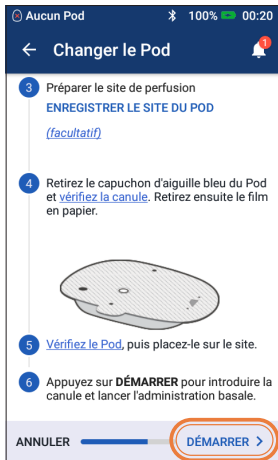 Aucun Pod 100% 00:20
Changer le Pod 1
3 Préparer le site de perfusion
ENREGISTRER LE SITE DU POD
(facultatif)
4 Retirez le capuchon d'aiguille bleu du Pod
et vérifiez la canule. Retirez ensuite le film
en papier.
5 Vérifiez le Pod, puis placez-le sur le site.
6 Appuyez sur DÉMARRER pour introduire la
canule et lancer l'administration basale.
ANNULER DÉMARRER